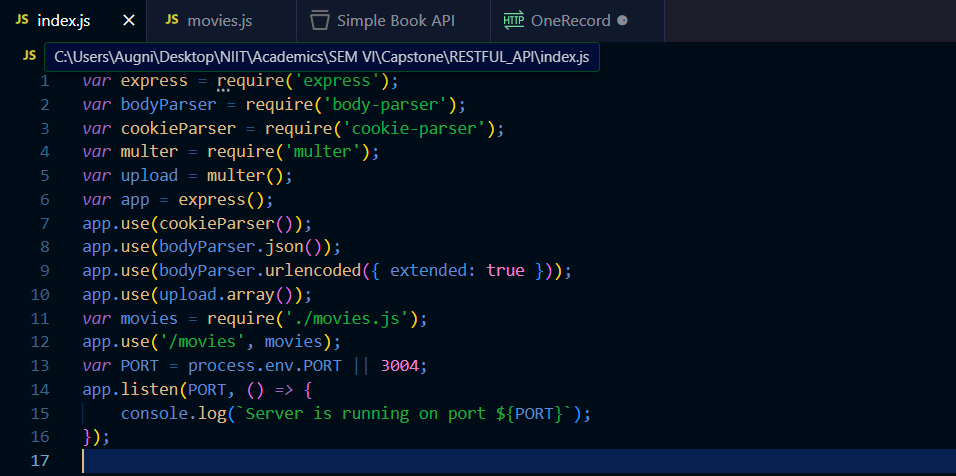 JS index.js × JS movies.js Simple Book API HTTP OneRecord
JS C:\Users\Augni\Desktop\NIIT\Academics\SEM VI\Capstone\RESTFUL_API\index.js
1 var express = require('express');
2 var bodyParser = require('body-parser');
3 var cookieParser = require('cookie-parser');
4 var multer = require('multer');
5 var upload = multer();
6 var app = express();
7 app.use(cookieParser());
8 app.use(bodyParser.json());
9 app.use(bodyParser.urlencoded({ extended: true }));
10 app.use(upload.array());
11 var movies = require('./movies.js');
12 app.use('/movies', movies);
13 var PORT = process.env.PORT || 3004;
14 app.listen(PORT, () => {
15     console.log(`Server is running on port ${PORT}`);
16 });
17